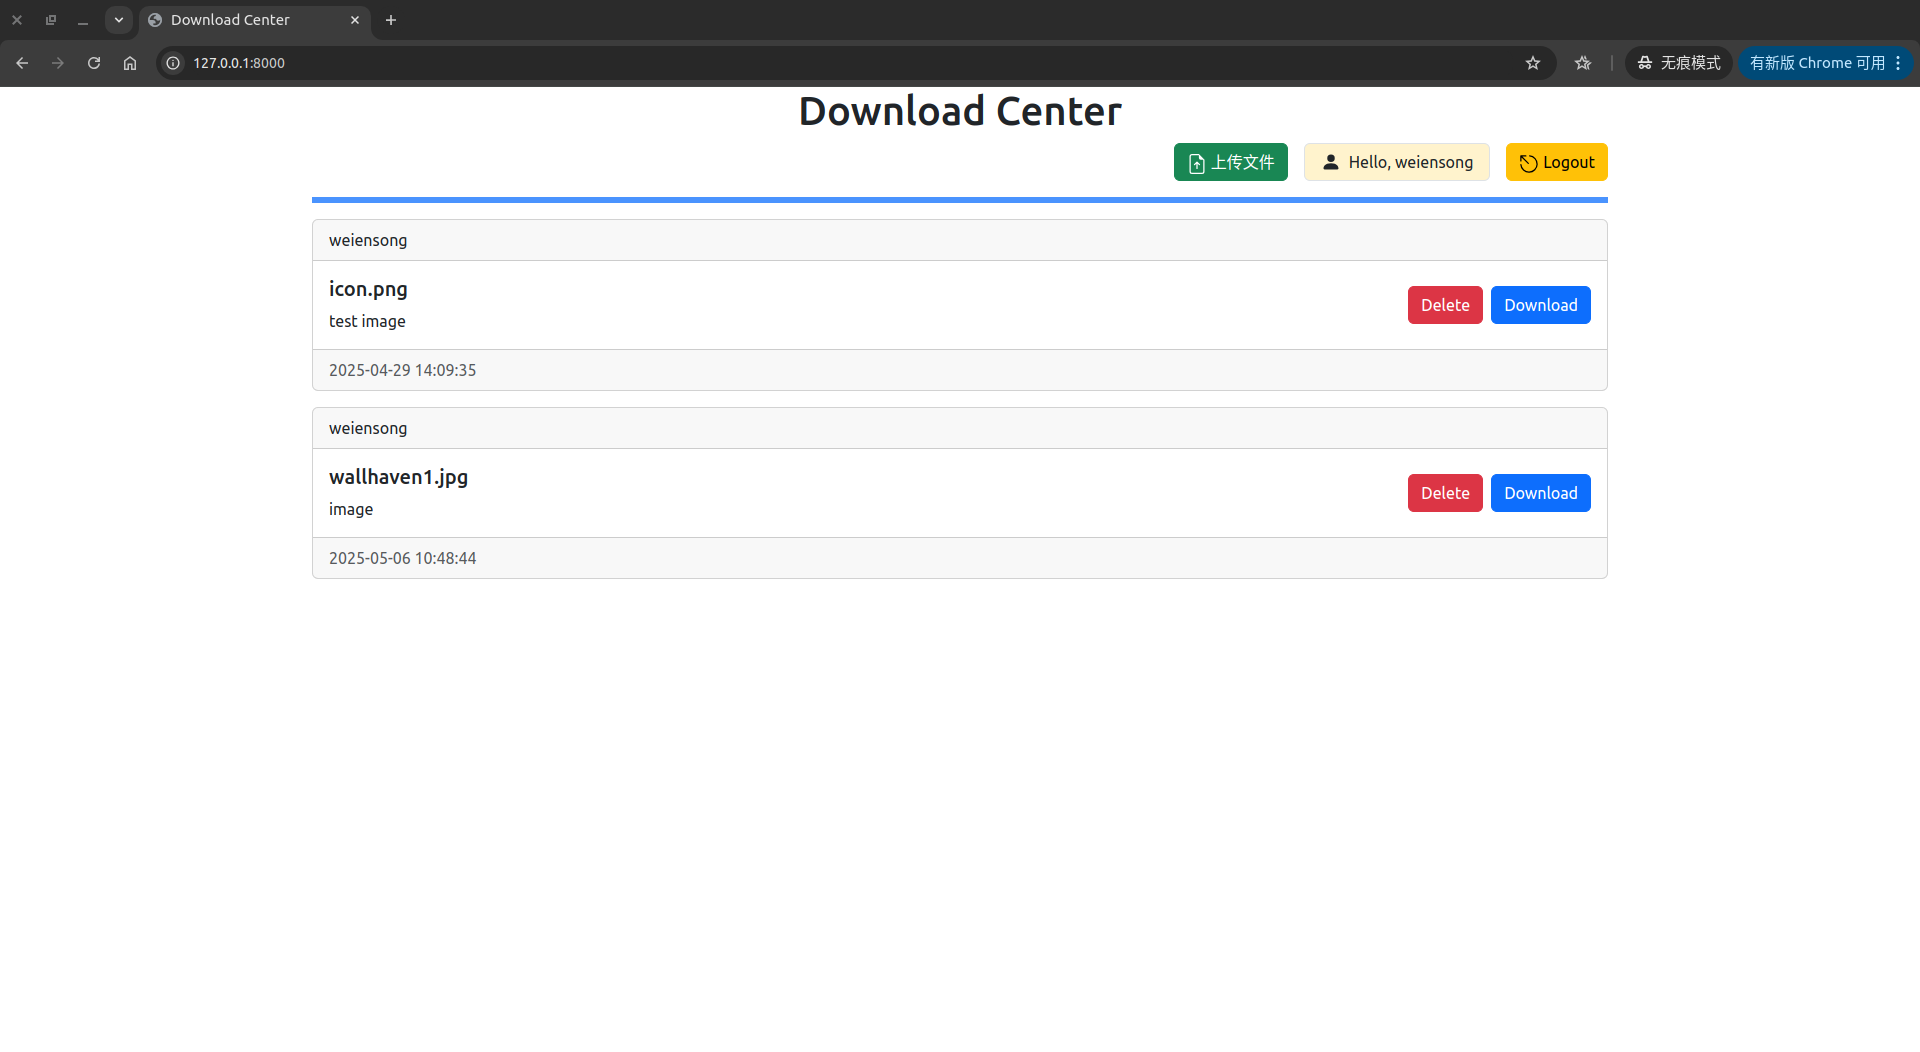 Download Center
127.0.0.1:8000
无痕模式
有新版 Chrome 可用
Download Center
上传文件
Hello, weiensong
Logout
weiensong
icon.png
test image
Delete
Download
2025-04-29 14:09:35
weiensong
wallhaven1.jpg
image
Delete
Download
2025-05-06 10:48:44